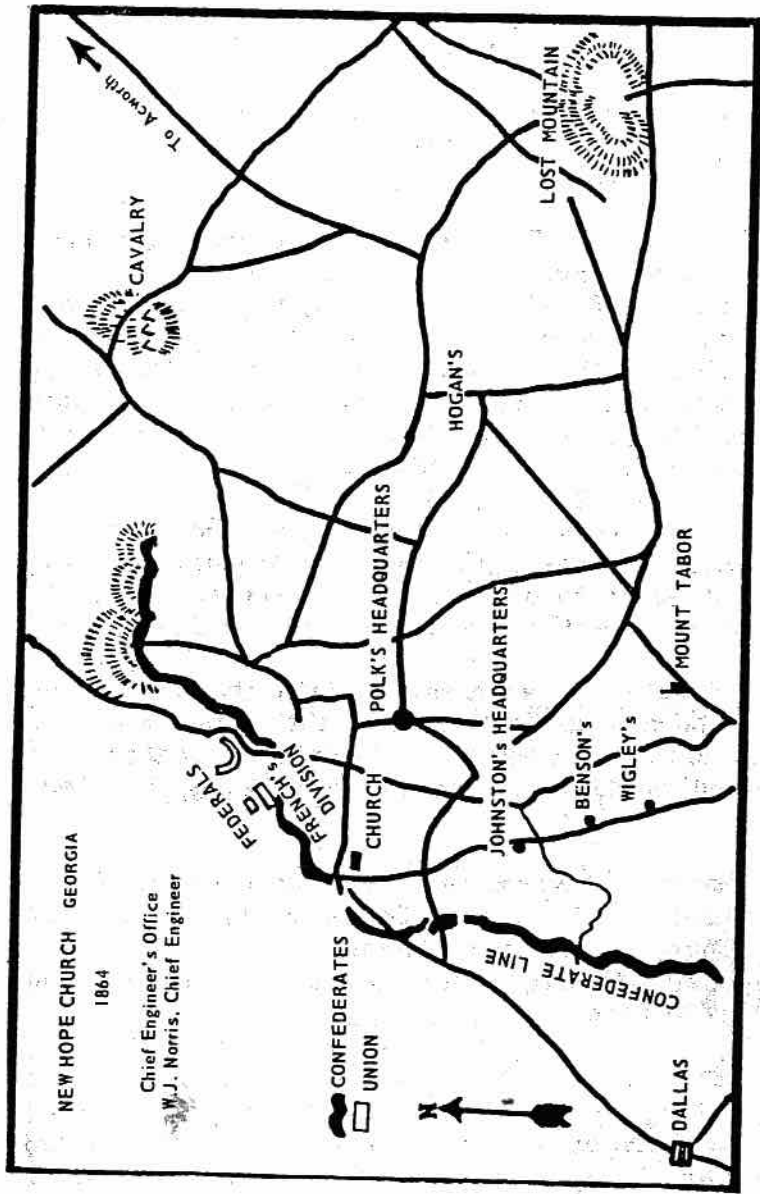 NEW HOPE CHURCH GEORGIA
1864
Chief Engineer's Office
W.J. Norris, Chief Engineer
CONFEDERATES
UNION
N
DALLAS
CONFEDERATE LINE
FEDERALS
FRENCH's
DIVISION
CHURCH
POLK'S HEADQUARTERS
JOHNSTON's HEADQUARTERS
BENSON's
WIGLEY's
MOUNT TABOR
HOGAN'S
CAVALRY
To Acworth
LOST MOUNTAIN